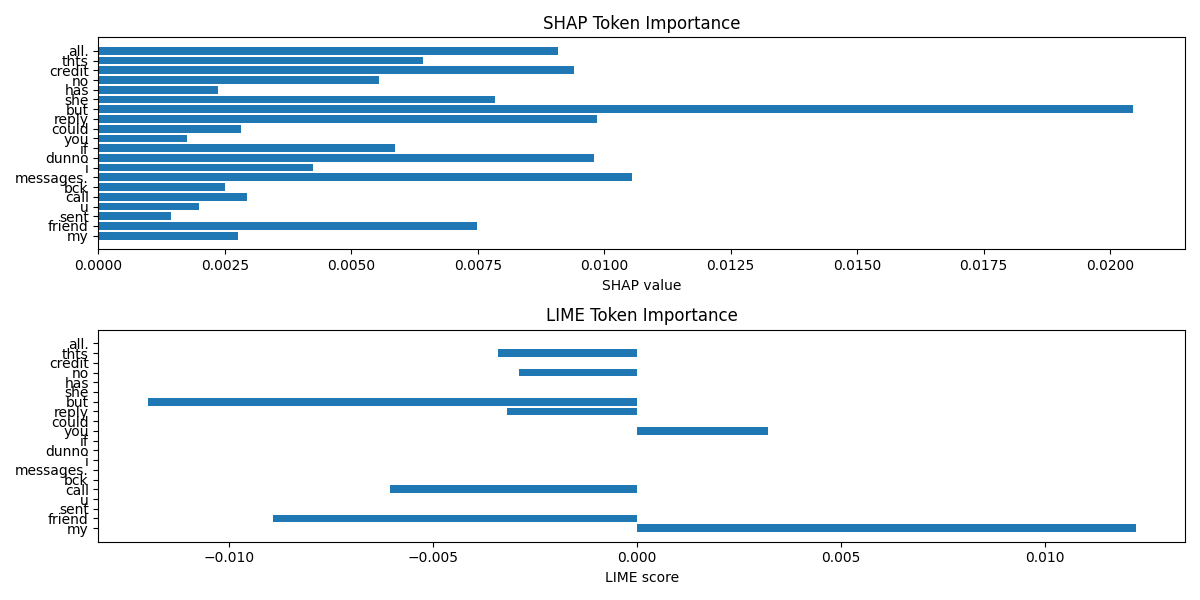 SHAP Token Importance
all.
thts
credit
no
has
she
but
reply
could
you
if
dunno
i
messages.
bck
call
u
sent
friend
my
0.0000 0.0025 0.0050 0.0075 0.0100 0.0125 0.0150 0.0175 0.0200
SHAP value
LIME Token Importance
all.
thts
credit
no
has
she
but
reply
could
you
if
dunno
i
messages.
bck
call
u
sent
friend
my
−0.010 −0.005 0.000 0.005 0.010
LIME score